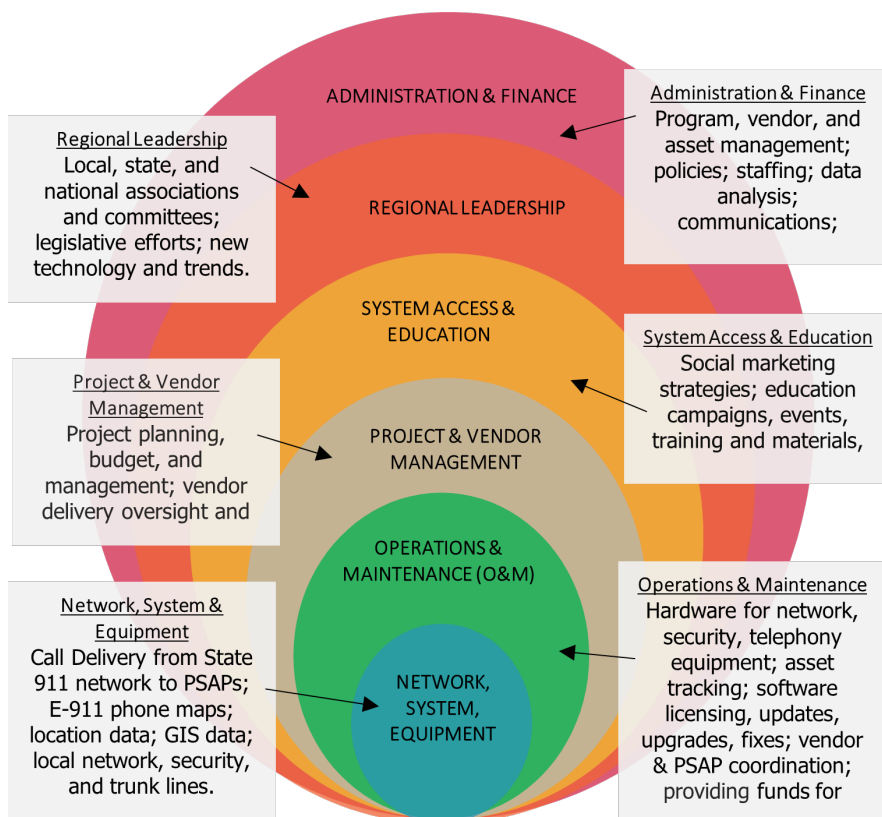 ADMINISTRATION & FINANCE
Administration & Finance
Program, vendor, and
asset management;
policies; staffing; data
analysis;
communications;
Regional Leadership
Local, state, and
national associations
and committees;
legislative efforts; new
technology and trends.
REGIONAL LEADERSHIP
SYSTEM ACCESS &
EDUCATION
System Access & Education
Social marketing
strategies; education
campaigns, events,
training and materials,
Project & Vendor
Management
Project planning,
budget, and
management; vendor
delivery oversight and
PROJECT & VENDOR
MANAGEMENT
OPERATIONS &
MAINTENANCE (O&M)
Operations & Maintenance
Hardware for network,
security, telephony
equipment; asset
tracking; software
licensing, updates,
upgrades, fixes; vendor
& PSAP coordination;
providing funds for
Network, System &
Equipment
Call Delivery from State
911 network to PSAPs;
E-911 phone maps;
location data; GIS data;
local network, security,
and trunk lines.
NETWORK,
SYSTEM,
EQUIPMENT